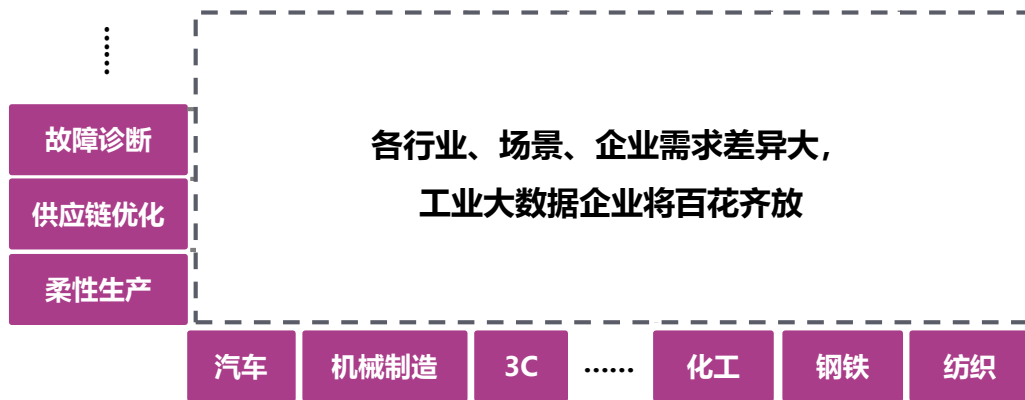 ……
故障诊断
供应链优化
柔性生产
各行业、场景、企业需求差异大，
工业大数据企业将百花齐放
汽车 机械制造 3C …… 化工 钢铁 纺织